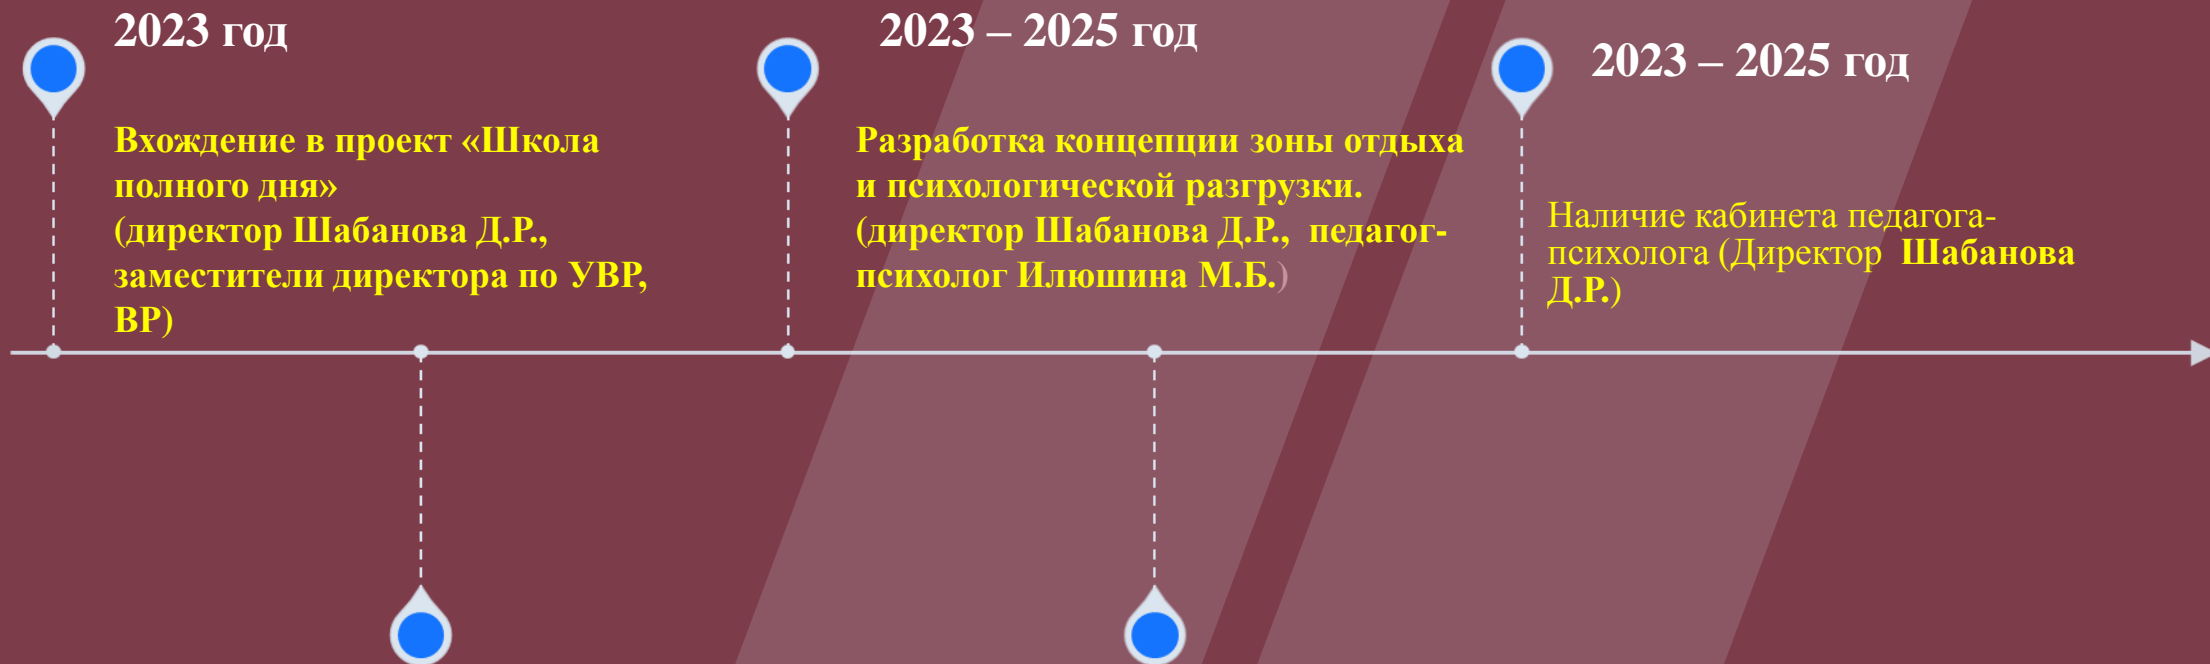 2023 год
Вхождение в проект «Школа
полного дня»
(директор Шабанова Д.Р.,
заместители директора по УВР,
ВР)
2023 – 2025 год
Разработка концепции зоны отдыха
и психологической разгрузки.
(директор Шабанова Д.Р., педагог-
психолог Илюшина М.Б.)
2023 – 2025 год
Наличие кабинета педагога-
психолога (Директор Шабанова
Д.Р.)